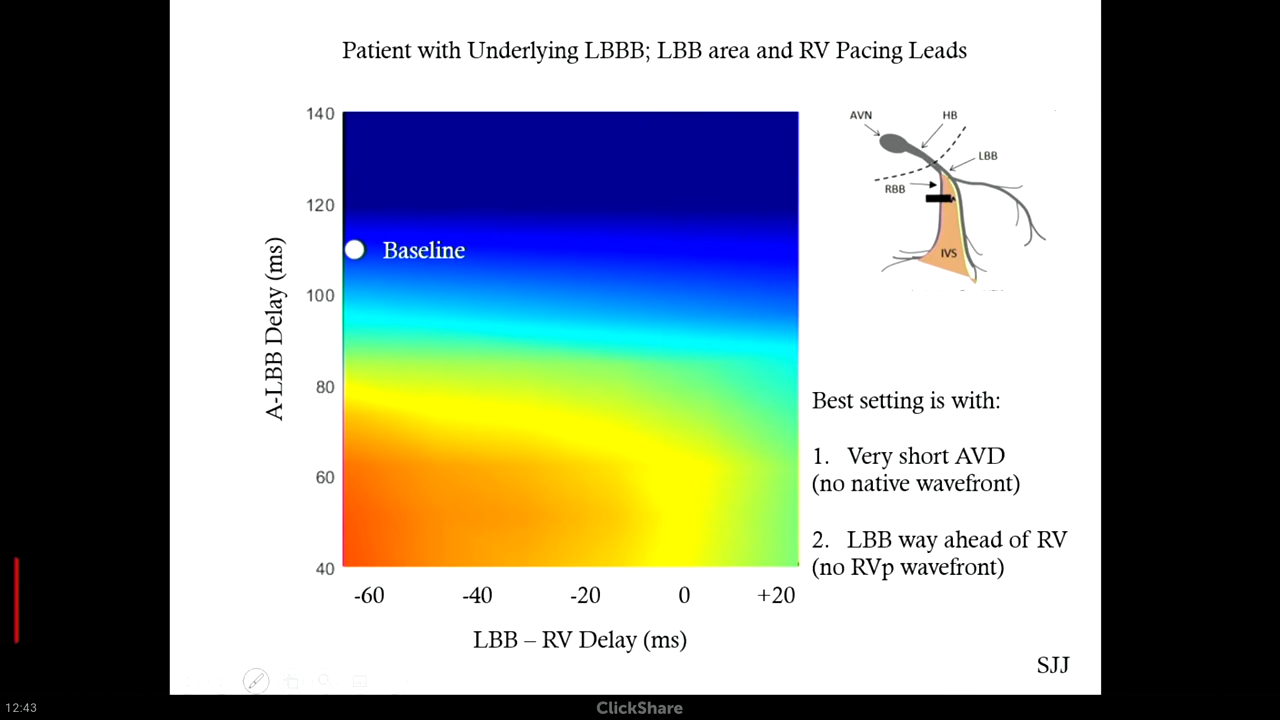 Patient with Underlying LBBB; LBB area and RV Pacing Leads
140
120
100
80
60
40
A-LBB Delay (ms)
Baseline
-60
-40
-20
0
+20
LBB – RV Delay (ms)
AVN
HB
LBB
RBB
IVS
Best setting is with:
1. Very short AVD
(no native wavefront)
2. LBB way ahead of RV
(no RVp wavefront)
SJJ
12:43
ClickShare